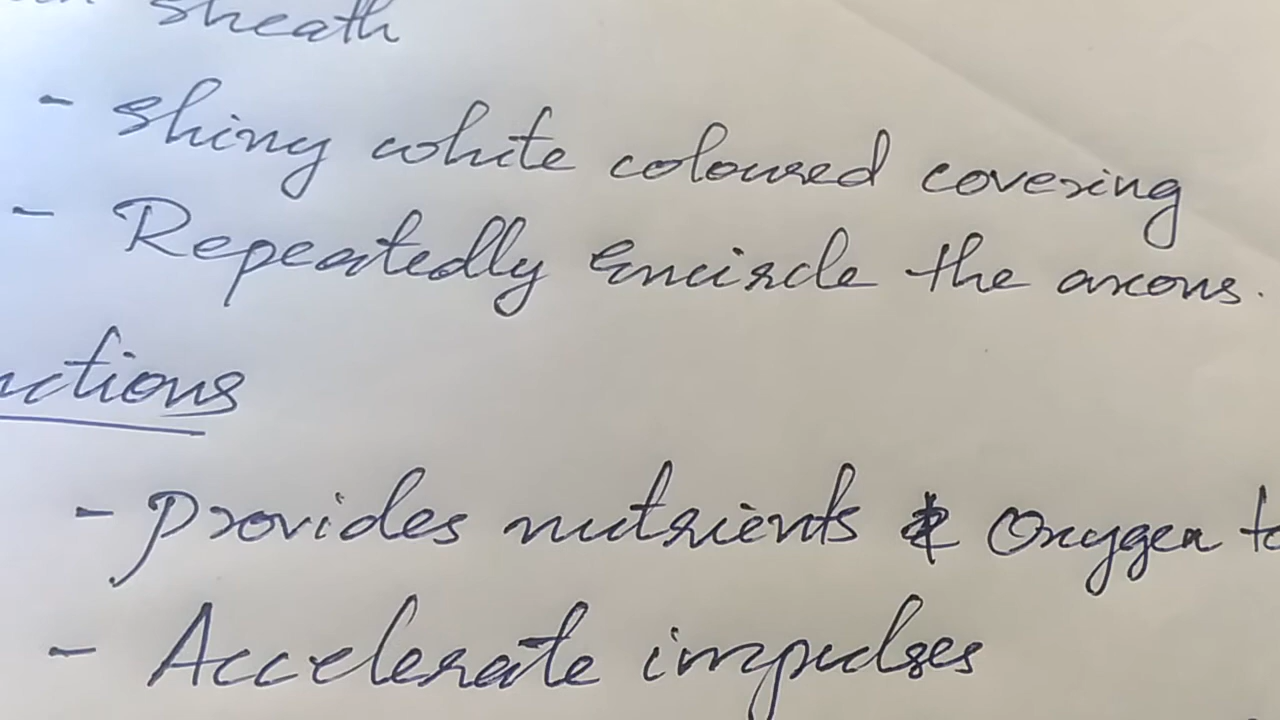 sheath
- Shiny white coloured covering
- Repeatedly Encircle the axons.
nctions
- Provides nutrients & Oxygen to
- Accelerate impulses